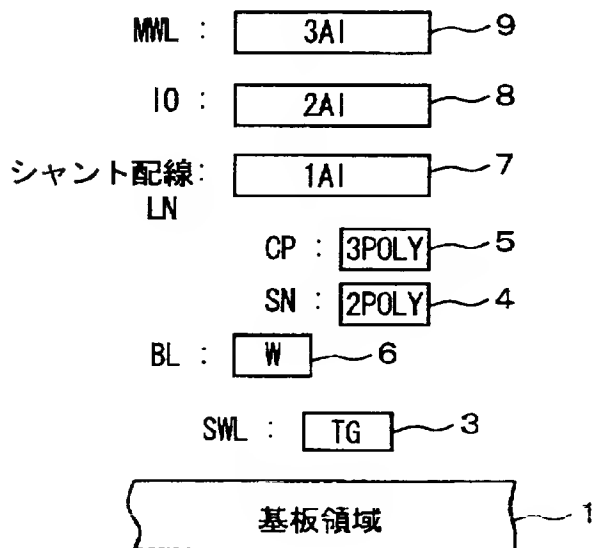 MWL : 3Al 9
IO : 2Al 8
シャント配線: 1Al 7
LN
CP : 3POLY 5
SN : 2POLY 4
BL : W 6
SWL : TG 3
基板領域 1